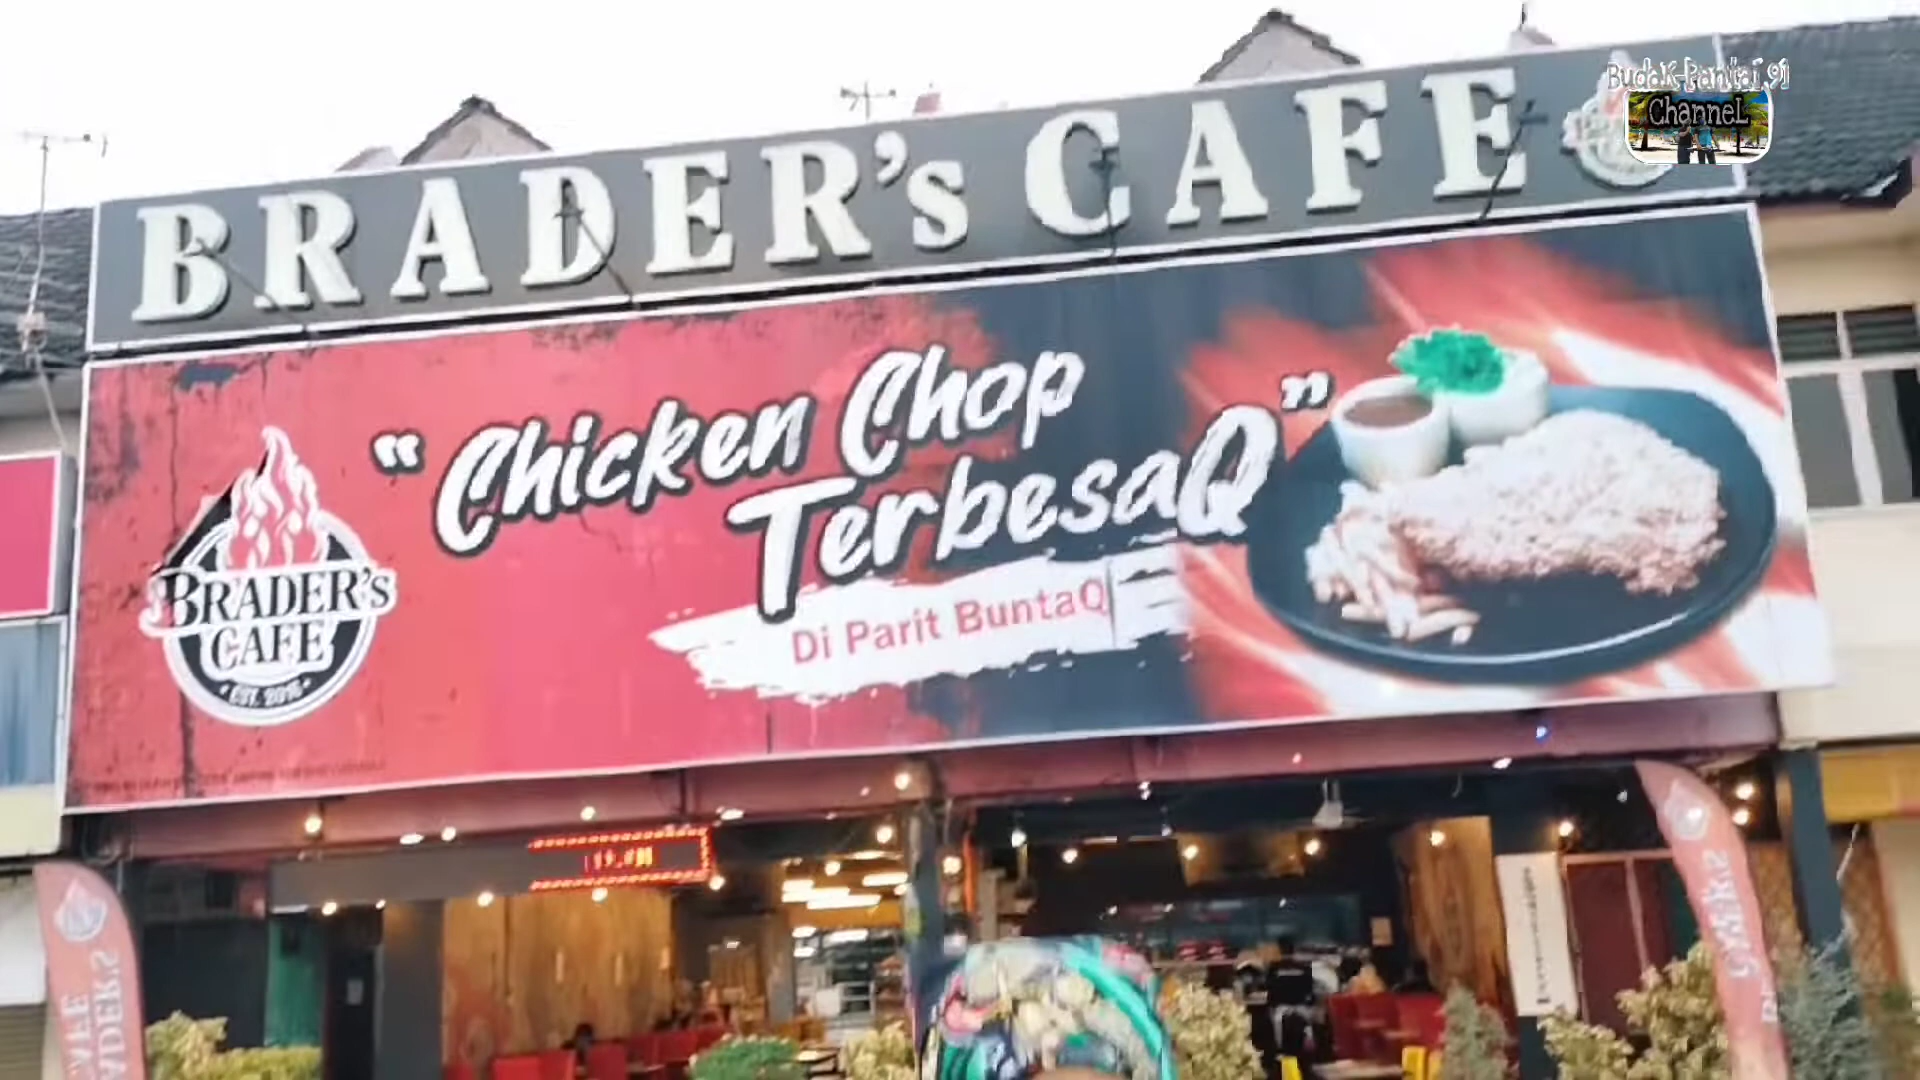 Budak Pantai 91
ChanneL
BRADER's CAFE
"Chicken Chop
TerbesaQ"
Di Parit BuntaQ
BRADER's
CAFE